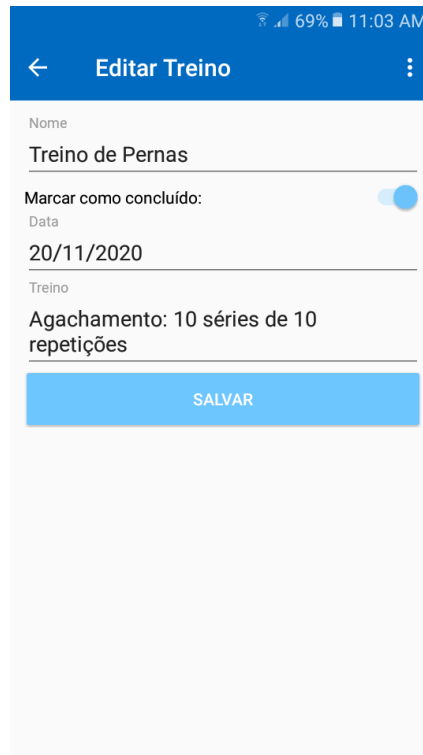 69% 11:03 AM
Editar Treino
Nome
Treino de Pernas
Marcar como concluído:
Data
20/11/2020
Treino
Agachamento: 10 séries de 10
repetições
SALVAR